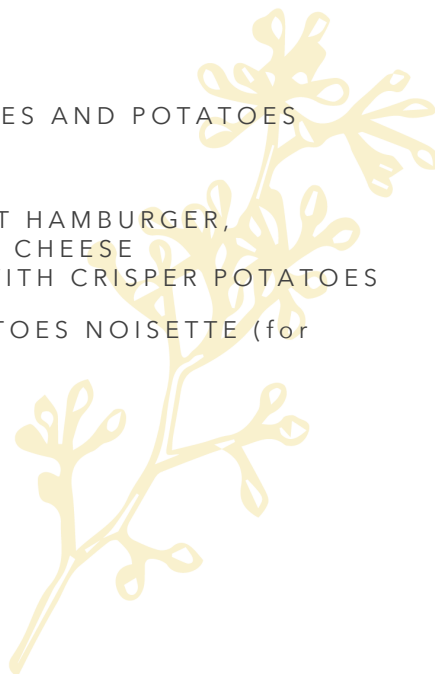 ES AND POTATOES
T HAMBURGER,
CHEESE
ITH CRISPER POTATOES
TOES NOISETTE (for